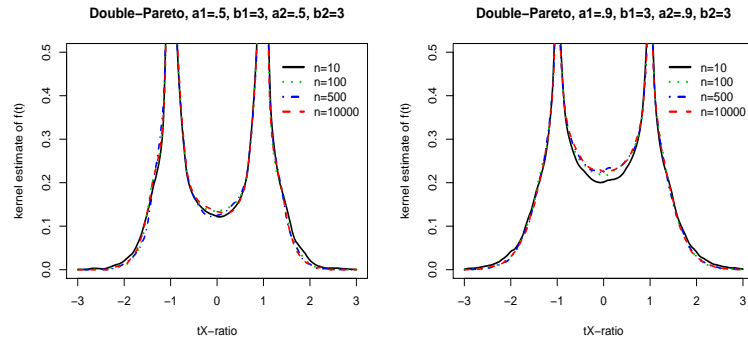 Double−Pareto, a1=.5, b1=3, a2=.5, b2=3
kernel estimate of f(t)
0.5
0.4
0.3
0.2
0.1
0.0
n=10
n=100
n=500
n=10000
−3 −2 −1 0 1 2 3
tX−ratio
Double−Pareto, a1=.9, b1=3, a2=.9, b2=3
kernel estimate of f(t)
0.5
0.4
0.3
0.2
0.1
0.0
n=10
n=100
n=500
n=10000
−3 −2 −1 0 1 2 3
tX−ratio